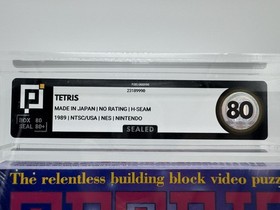 23189998
TETRIS
MADE IN JAPAN | NO RATING | H-SEAM
1989 | NTSC/USA | NES | NINTENDO
BOX 80
SEAL 80+
80
SEALED
The relentless building block video puzz